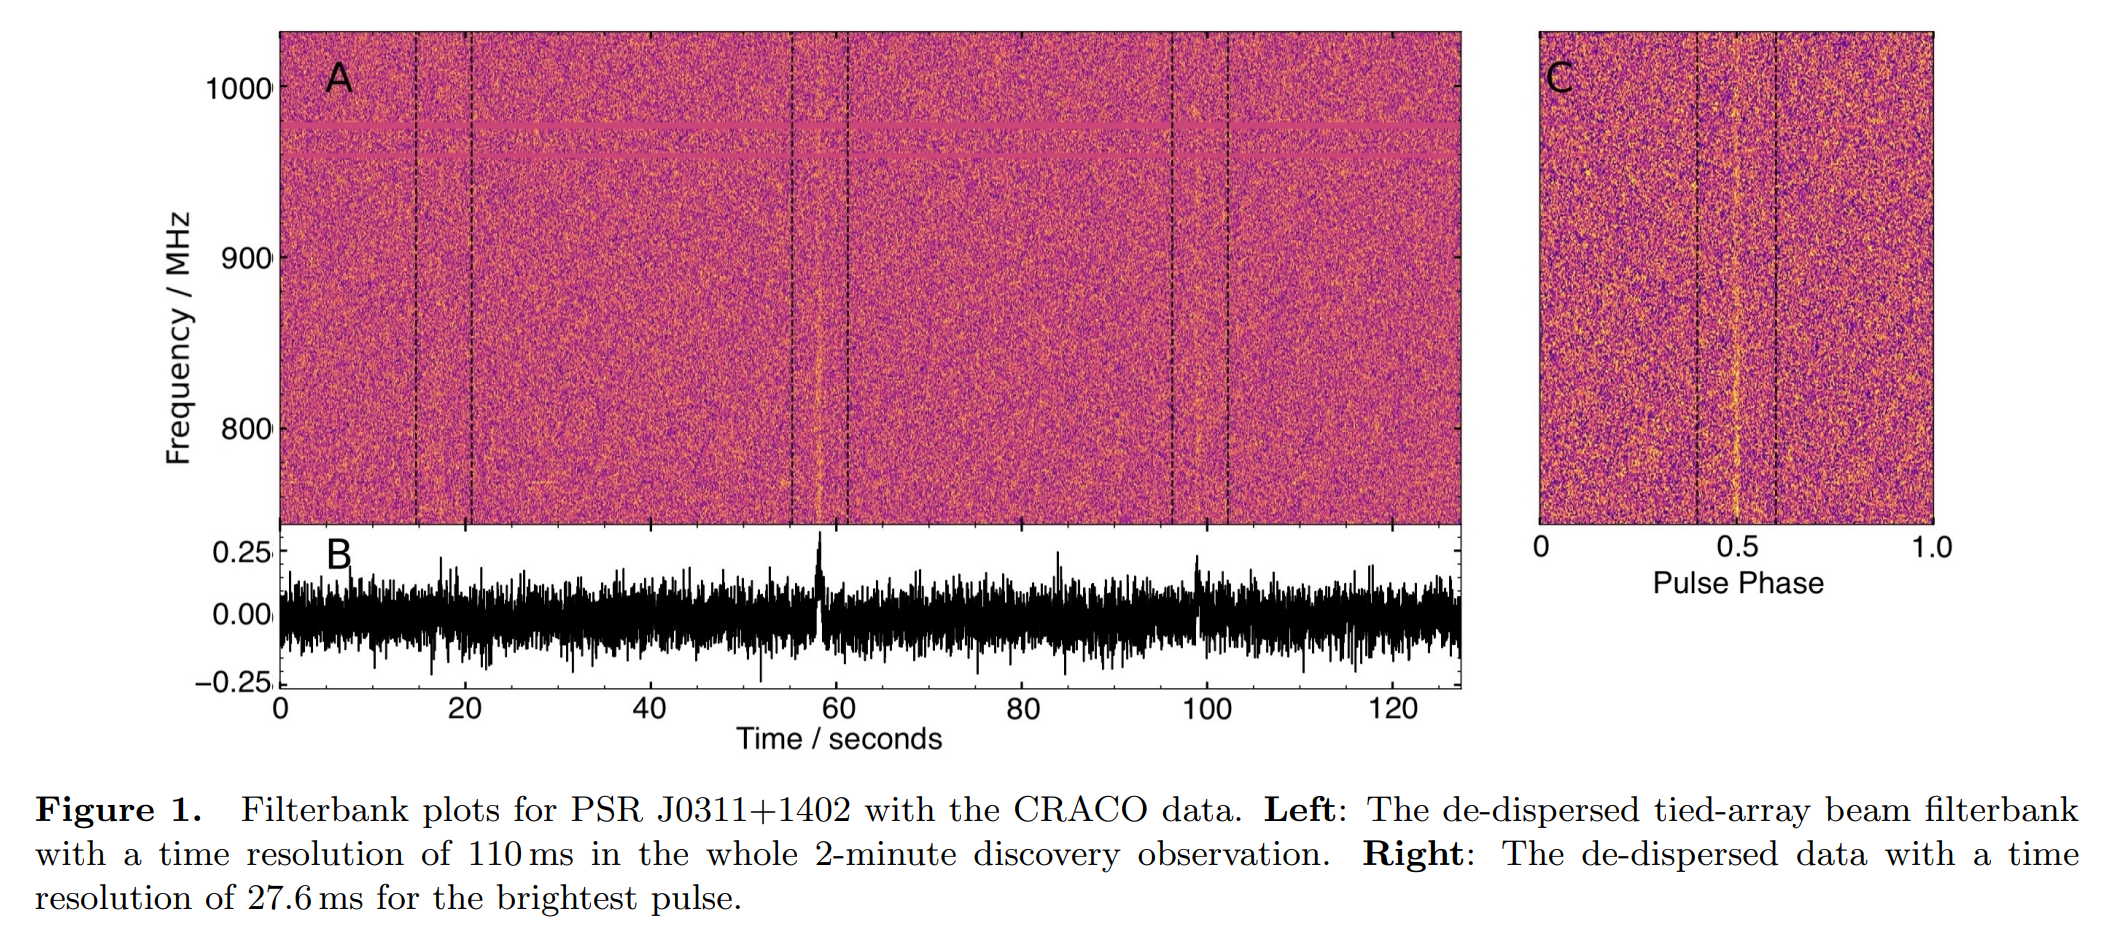 A
C
1000
900
800
Frequency / MHz
B
0.25
0.00
−0.25
0 20 40 60 80 100 120
Time / seconds
0 0.5 1.0
Pulse Phase
Figure 1. Filterbank plots for PSR J0311+1402 with the CRACO data. Left: The de-dispersed tied-array beam filterbank
with a time resolution of 110 ms in the whole 2-minute discovery observation. Right: The de-dispersed data with a time
resolution of 27.6 ms for the brightest pulse.